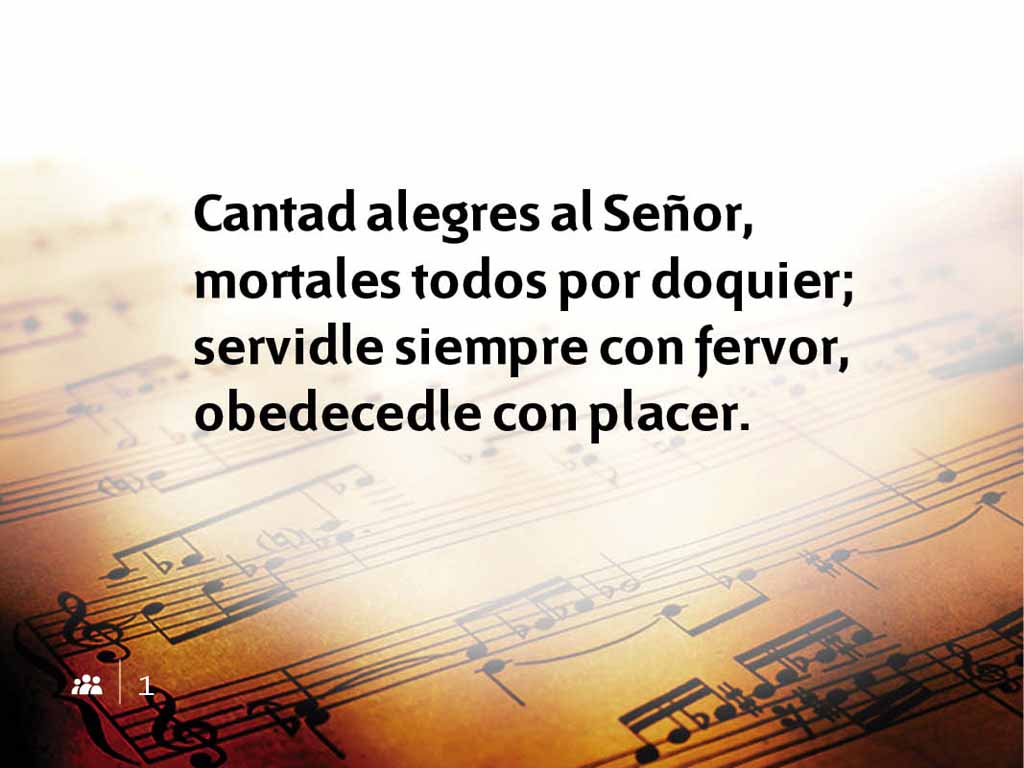 Cantad alegres al Señor,
mortales todos por doquier;
servidle siempre con fervor,
obedecedle con placer.
1